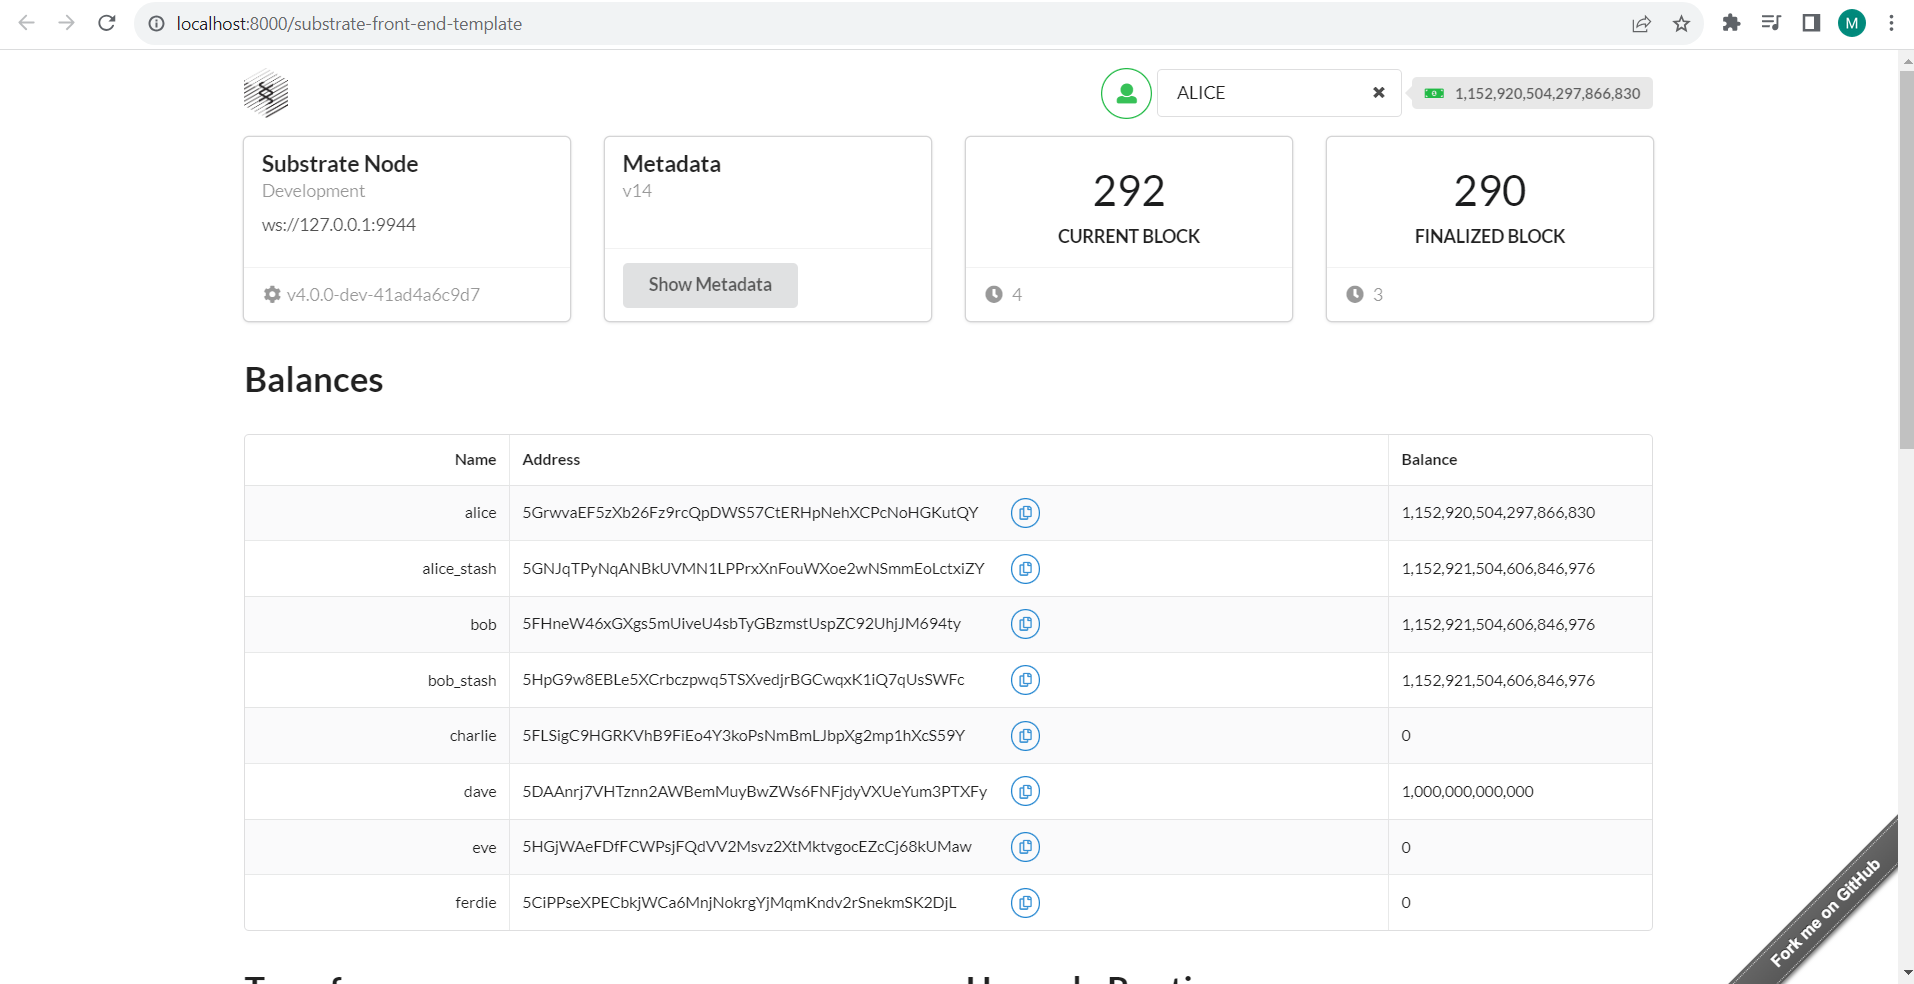 localhost:8000/substrate-front-end-template
M
ALICE
1,152,920,504,297,866,830
Substrate Node
Development
ws://127.0.0.1:9944
v4.0.0-dev-41ad4a6c9d7
Metadata
v14
Show Metadata
292
CURRENT BLOCK
4
290
FINALIZED BLOCK
3
Balances
Name Address Balance
alice 5GrwvaEF5zXb26Fz9rcQpDWS57CtERHpNehXCPcNoHGKutQY 1,152,920,504,297,866,830
alice_stash 5GNJqTPyNqANBkUVMN1LPPrxXnFouWXoe2wNSmmEoLctxiZY 1,152,921,504,606,846,976
bob 5FHneW46xGXgs5mUiveU4sbTyGBzmstUspZC92UhjJM694ty 1,152,921,504,606,846,976
bob_stash 5HpG9w8EBLe5XCrbczpwq5TSXvedjrBGCwqxK1iQ7qUsSWFc 1,152,921,504,606,846,976
charlie 5FLSigC9HGRKVhB9FiEo4Y3koPsNmBmLJbpXg2mp1hXcS59Y 0
dave 5DAAnrj7VHTznn2AWBemMuyBwZWs6FNFjdyVXUeYum3PTXFy 1,000,000,000,000
eve 5HGjWAeFDfFCWPsjFQdVV2Msvz2XtMktvgocEZcCj68kUMaw 0
ferdie 5CiPPseXPECbkjWCa6MnjNokrgYjMqmKndv2rSnekmSK2DjL 0
Fork me on GitHub